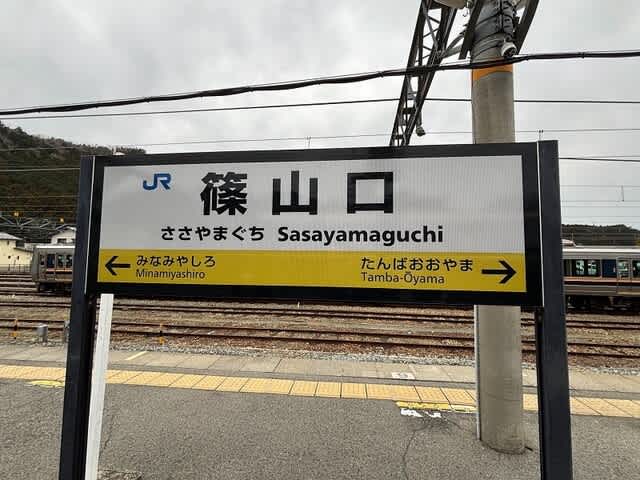 JR 篠山口
ささやまぐち Sasayamaguchi
← みなみやしろ たんばおおやま →
Minamiyashiro Tamba-Ōyama
9